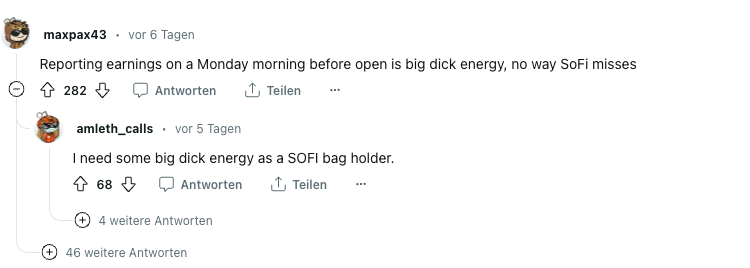 maxpax43 • vor 6 Tagen
Reporting earnings on a Monday morning before open is big dick energy, no way SoFi misses
282 Antworten Teilen ...
amleth_calls • vor 5 Tagen
I need some big dick energy as a SOFI bag holder.
68 Antworten Teilen ...
4 weitere Antworten
46 weitere Antworten